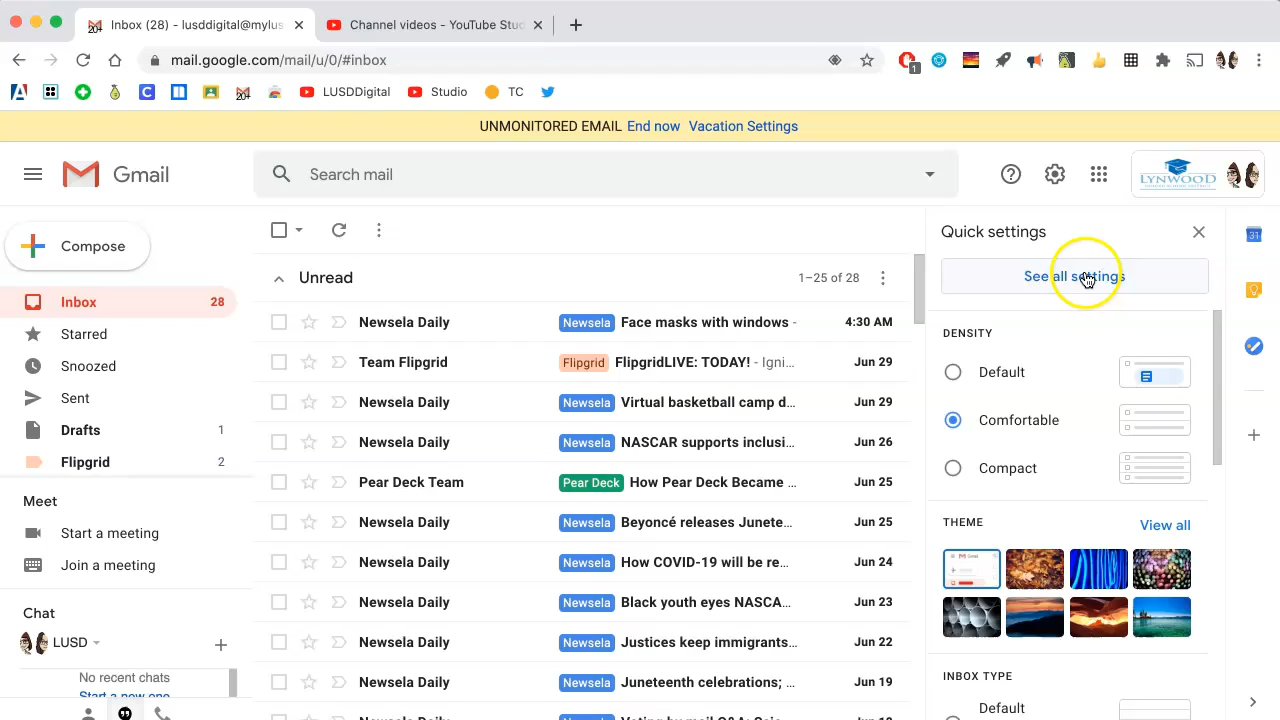 Inbox (28) - lusddigital@mylus
Channel videos - YouTube Stud
mail.google.com/mail/u/0/#inbox
1
20+
LUSDDigital
Studio
TC
UNMONITORED EMAIL End now Vacation Settings
Gmail
Search mail
LYNWOOD
Compose
Quick settings
See all settings
31
Unread
1–25 of 28
Inbox 28
Starred
Snoozed
Sent
Drafts 1
Flipgrid 2
Newsela Daily Newsela Face masks with windows - 4:30 AM
Team Flipgrid Flipgrid FlipgridLIVE: TODAY! - Igni... Jun 29
Newsela Daily Newsela Virtual basketball camp d... Jun 29
Newsela Daily Newsela NASCAR supports inclusi... Jun 26
Pear Deck Team Pear Deck How Pear Deck Became ... Jun 25
Newsela Daily Newsela Beyoncé releases Junete... Jun 25
Newsela Daily Newsela How COVID-19 will be re... Jun 24
Newsela Daily Newsela Black youth eyes NASCA... Jun 23
Newsela Daily Newsela Justices keep immigrants... Jun 22
Newsela Daily Newsela Juneteenth celebrations; ... Jun 19
DENSITY
Default
Comfortable
Compact
THEME View all
INBOX TYPE
Default
Meet
Start a meeting
Join a meeting
Chat
LUSD
No recent chats
Start a new one